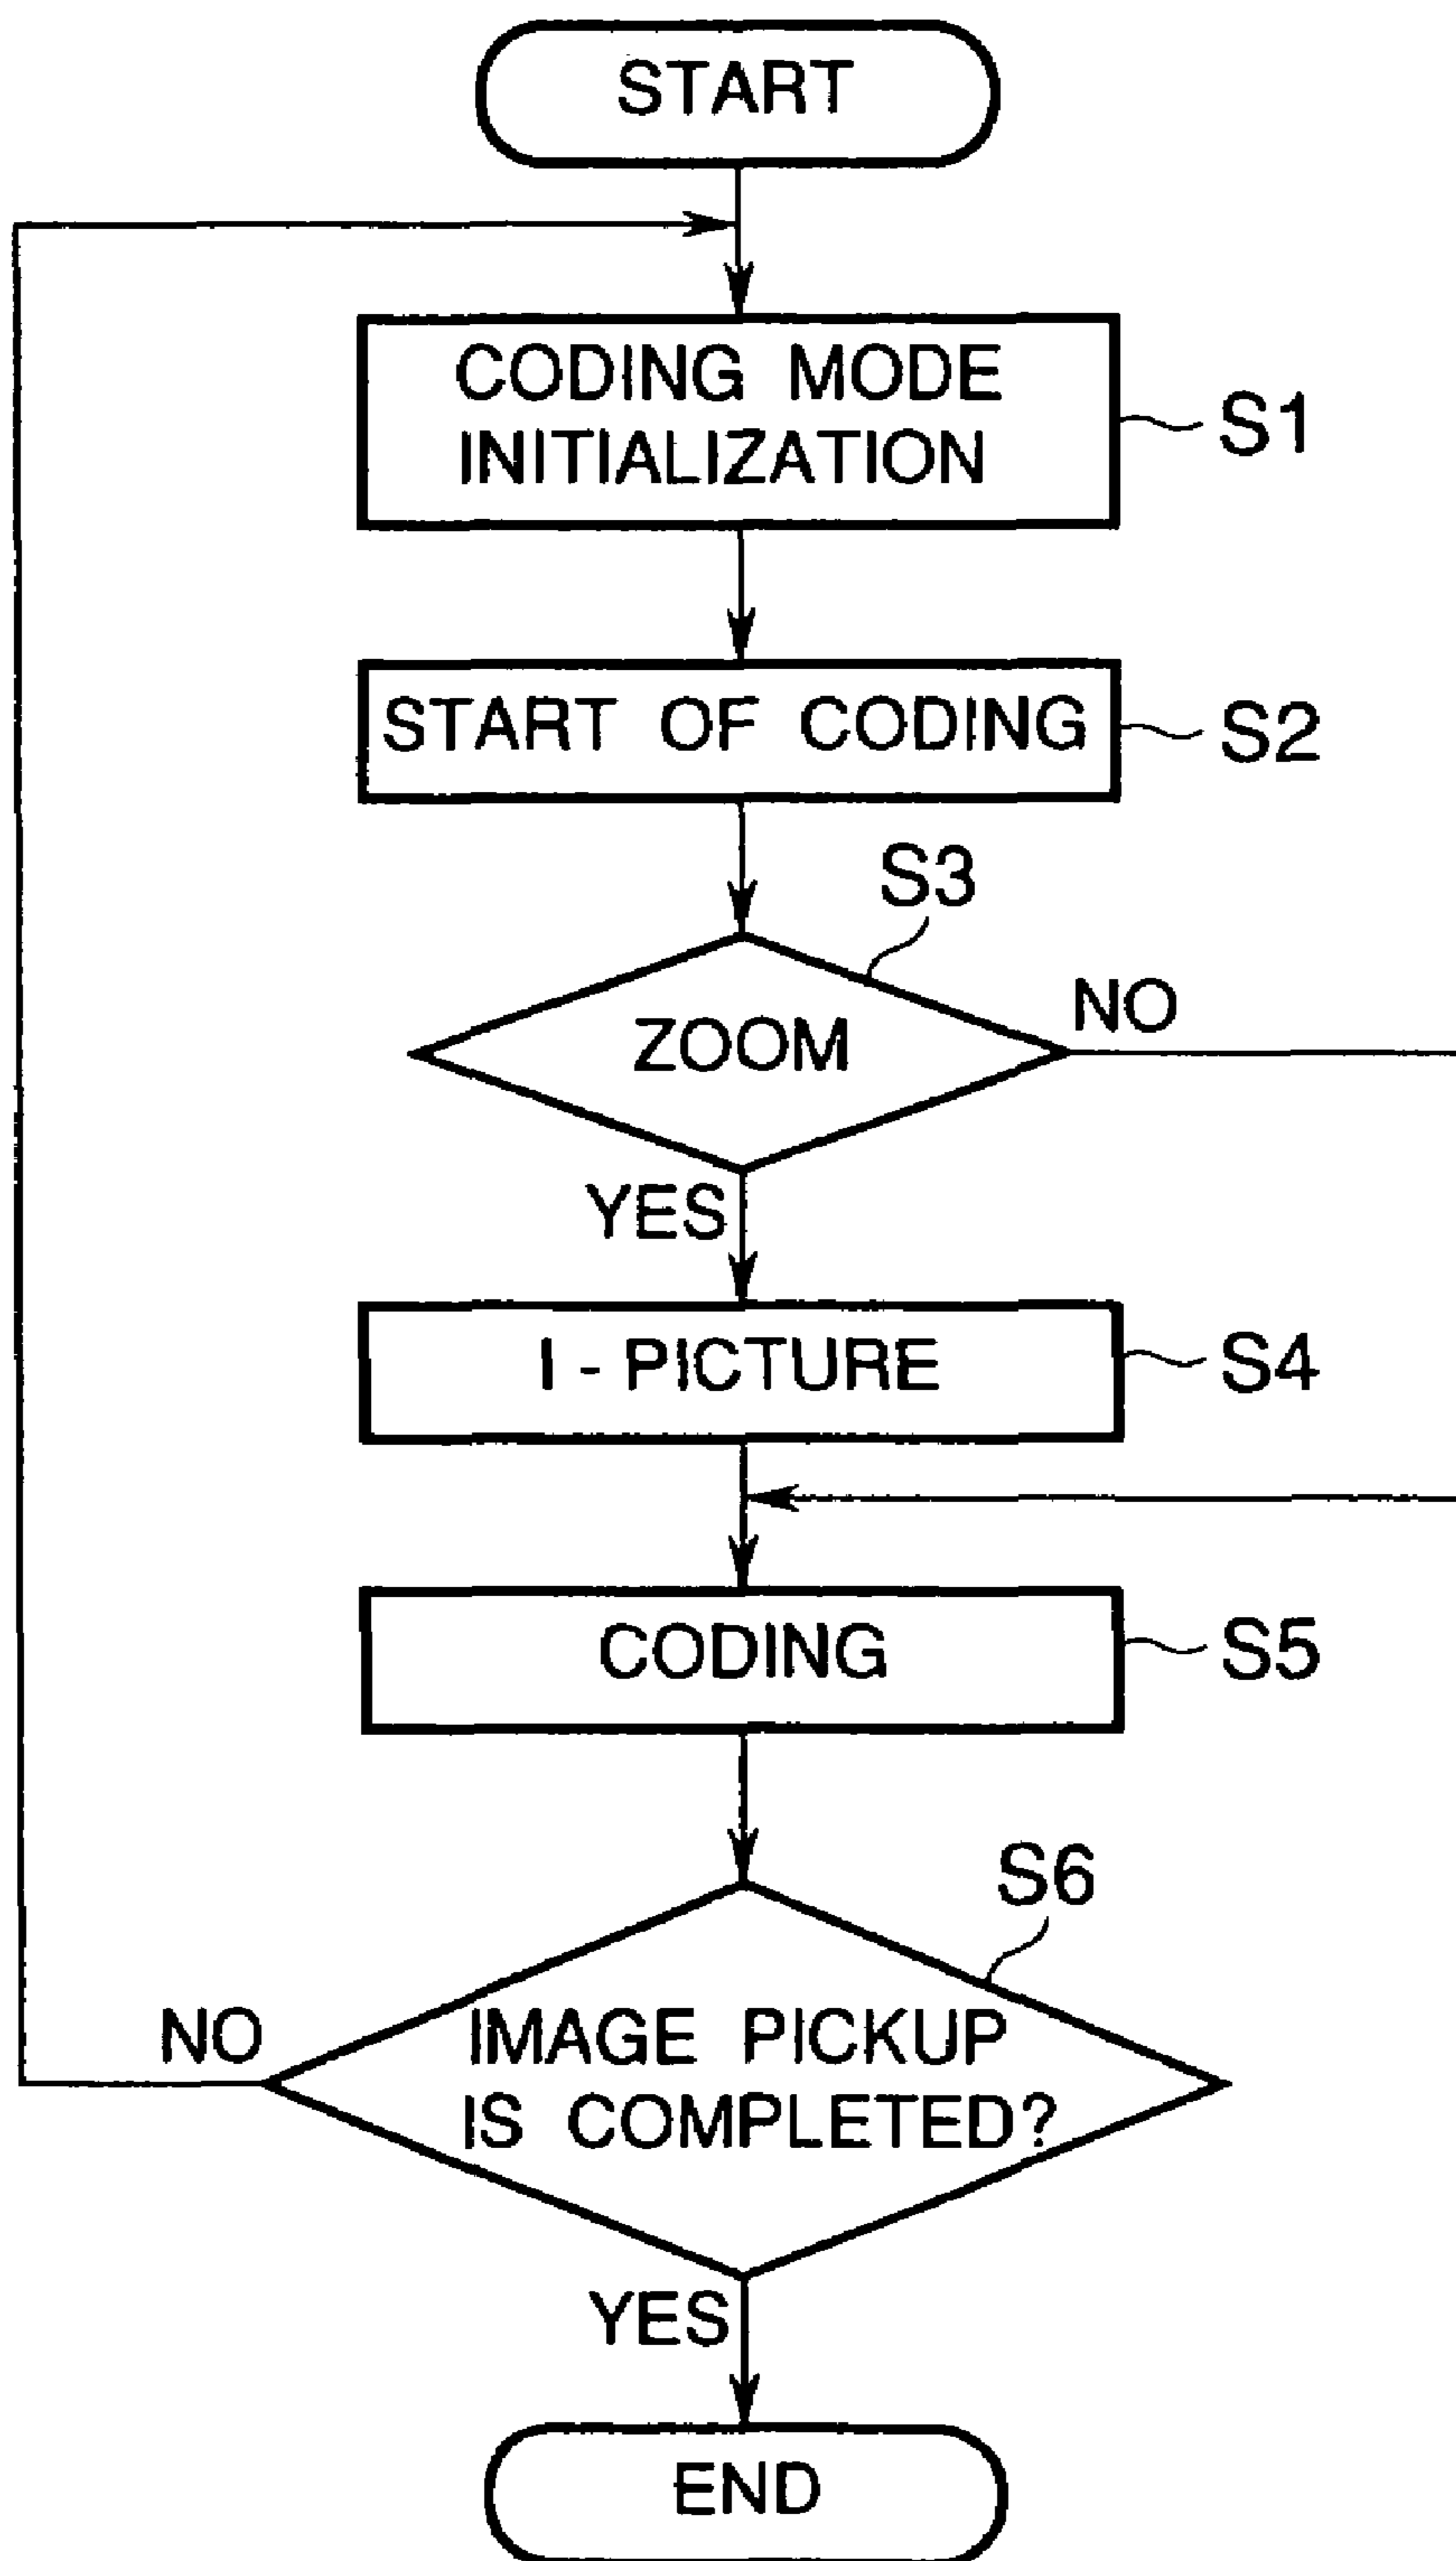 START
CODING MODE
INITIALIZATION
S1
START OF CODING
S2
S3
ZOOM
NO
YES
I - PICTURE
S4
CODING
S5
S6
NO
IMAGE PICKUP
IS COMPLETED?
YES
END